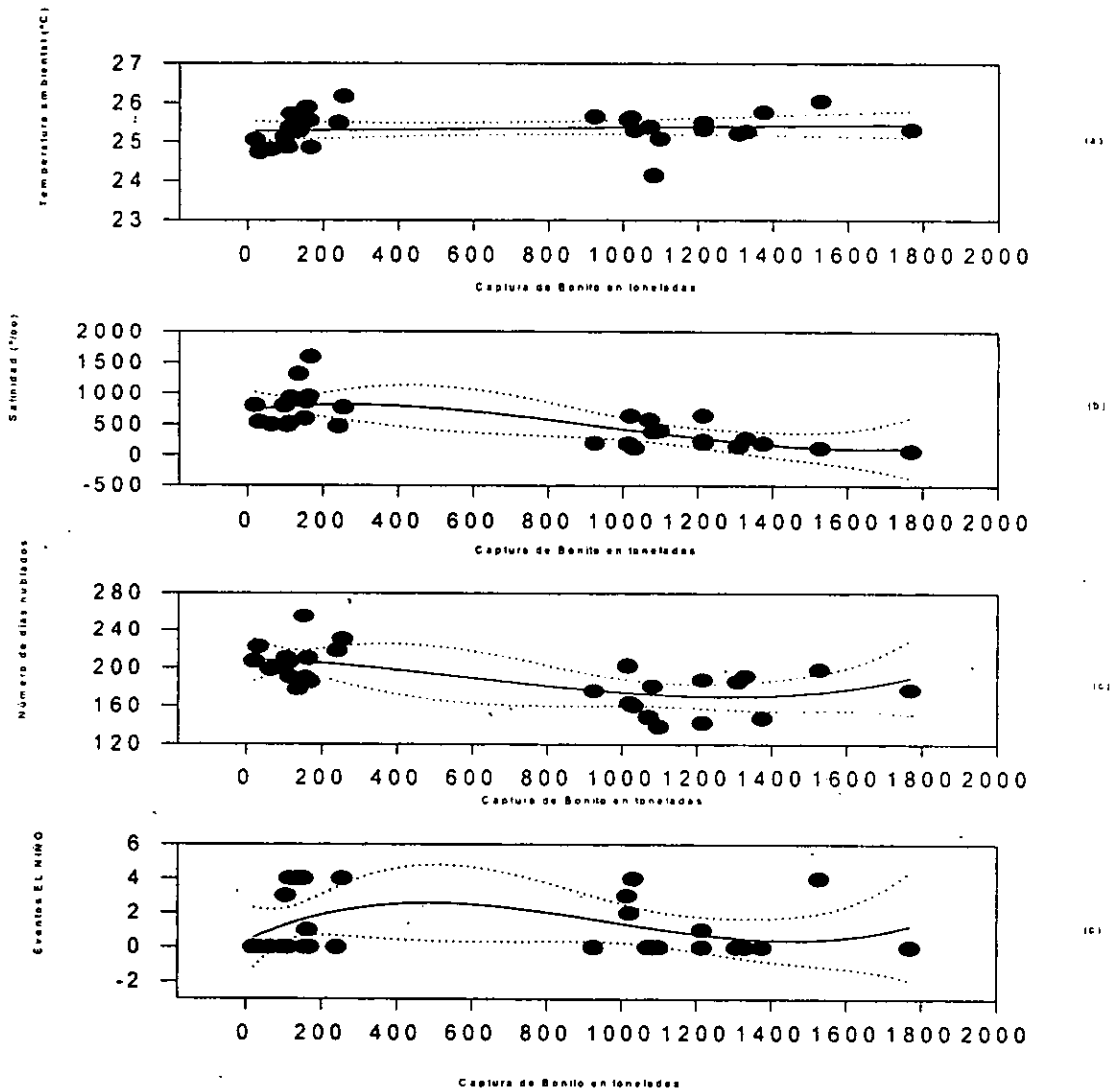 Temperatura ambiental (°C)
27
26
25
24
23
0 200 400 600 800 1000 1200 1400 1600 1800 2000
Captura de Bonito en toneladas
(a)
Salinidad (°/oo)
2000
1500
1000
500
0
-500
0 200 400 600 800 1000 1200 1400 1600 1800 2000
Captura de Bonito en toneladas
(b)
Número de días nublados
280
240
200
160
120
0 200 400 600 800 1000 1200 1400 1600 1800 2000
Captura de Bonito en toneladas
(c)
Eventos EL NIÑO
6
4
2
0
-2
0 200 400 600 800 1000 1200 1400 1600 1800 2000
Captura de Bonito en toneladas
(c)